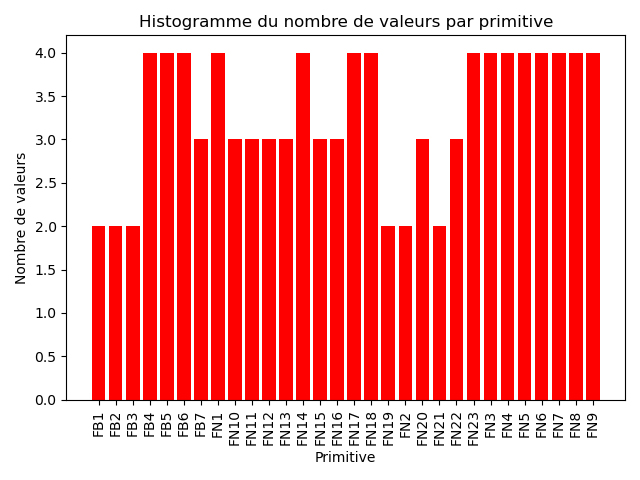 Histogramme du nombre de valeurs par primitive
4.0
3.5
3.0
2.5
2.0
1.5
1.0
0.5
0.0
Nombre de valeurs
FB1 FB2 FB3 FB4 FB5 FB6 FB7 FN1 FN10 FN11 FN12 FN13 FN14 FN15 FN16 FN17 FN18 FN19 FN2 FN20 FN21 FN22 FN23 FN3 FN4 FN5 FN6 FN7 FN8 FN9
Primitive